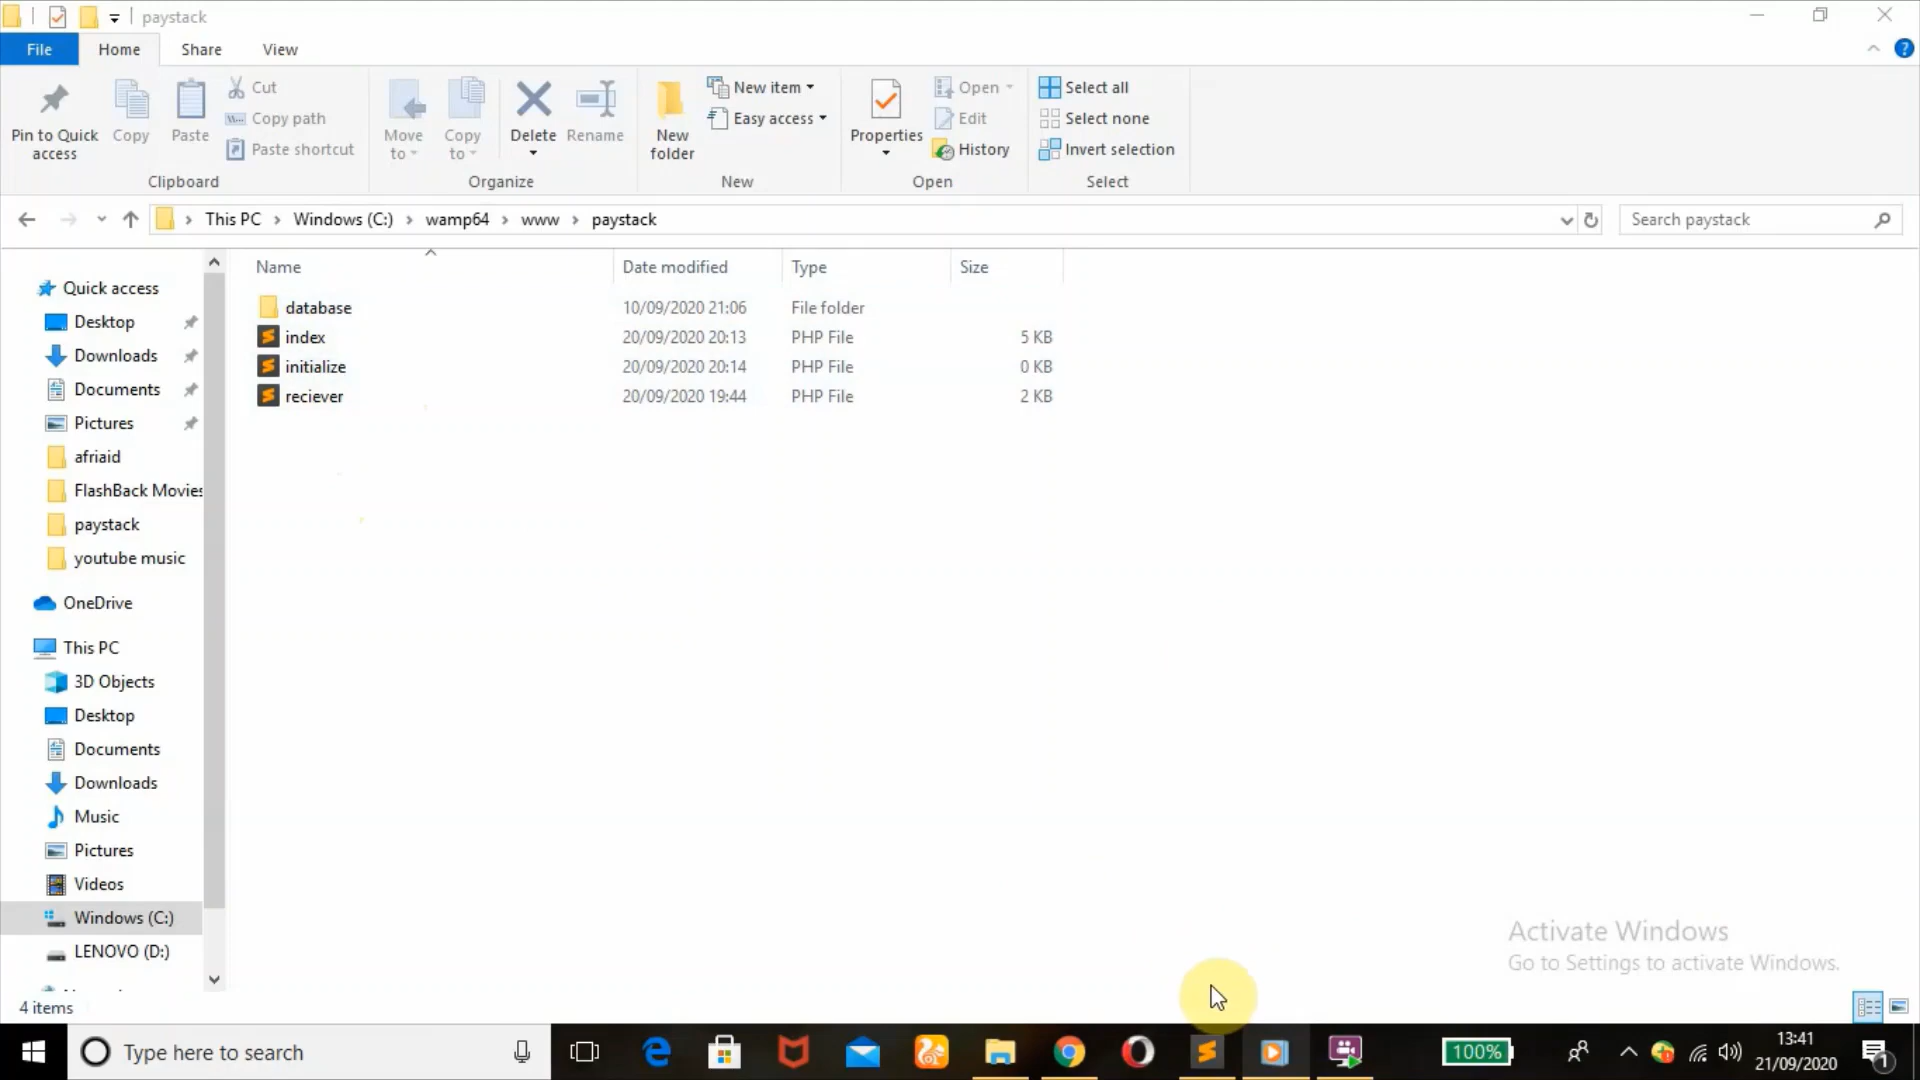 paystack
File Home Share View
Pin to Quick access
Copy
Paste
Cut
Copy path
Paste shortcut
Clipboard
Move to
Copy to
Delete
Rename
Organize
New folder
New item
Easy access
New
Properties
Open
Edit
History
Open
Select all
Select none
Invert selection
Select
This PC Windows (C:) wamp64 www paystack
Search paystack
Name Date modified Type Size
database 10/09/2020 21:06 File folder
index 20/09/2020 20:13 PHP File 5 KB
initialize 20/09/2020 20:14 PHP File 0 KB
reciever 20/09/2020 19:44 PHP File 2 KB
Quick access
Desktop
Downloads
Documents
Pictures
afriaid
FlashBack Movies
paystack
youtube music
OneDrive
This PC
3D Objects
Desktop
Documents
Downloads
Music
Pictures
Videos
Windows (C:)
LENOVO (D:)
Activate Windows
Go to Settings to activate Windows.
4 items
Type here to search
100%
13:41
21/09/2020
1